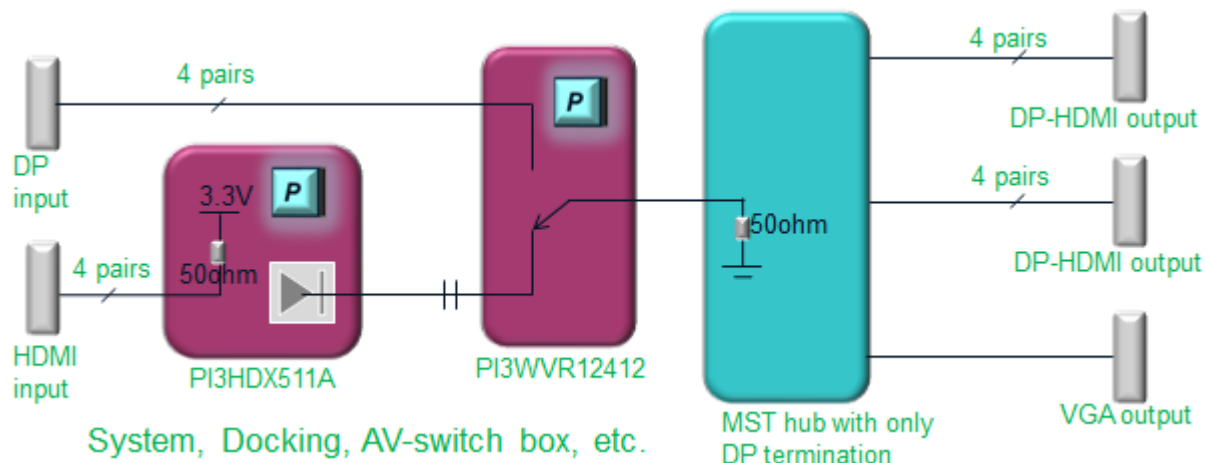 4 pairs
DP
input
P
3.3V
50ohm
4 pairs
HDMI
input
PI3HDX511A
P
PI3WVR12412
50ohm
MST hub with only
DP termination
4 pairs
DP-HDMI output
4 pairs
DP-HDMI output
VGA output
System, Docking, AV-switch box, etc.